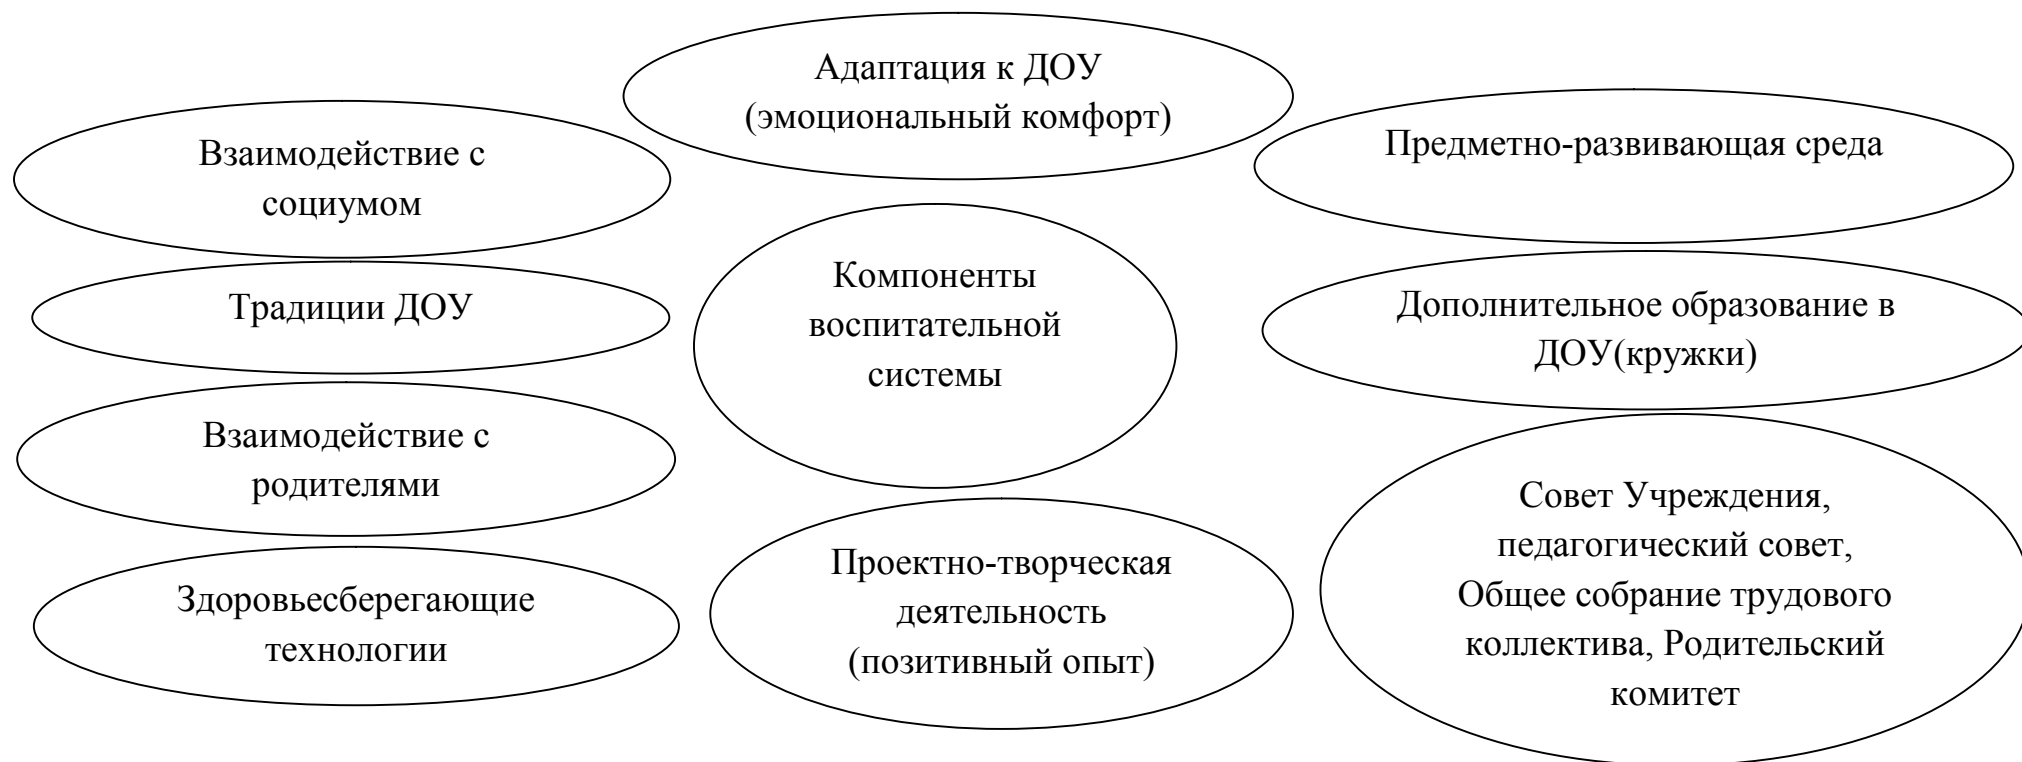 Адаптация к ДОУ
(эмоциональный комфорт)
Взаимодействие с
социумом
Предметно-развивающая среда
Традиции ДОУ
Компоненты
воспитательной
системы
Дополнительное образование в
ДОУ(кружки)
Взаимодействие с
родителями
Здоровьесберегающие
технологии
Проектно-творческая
деятельность
(позитивный опыт)
Совет Учреждения,
педагогический совет,
Общее собрание трудового
коллектива, Родительский
комитет